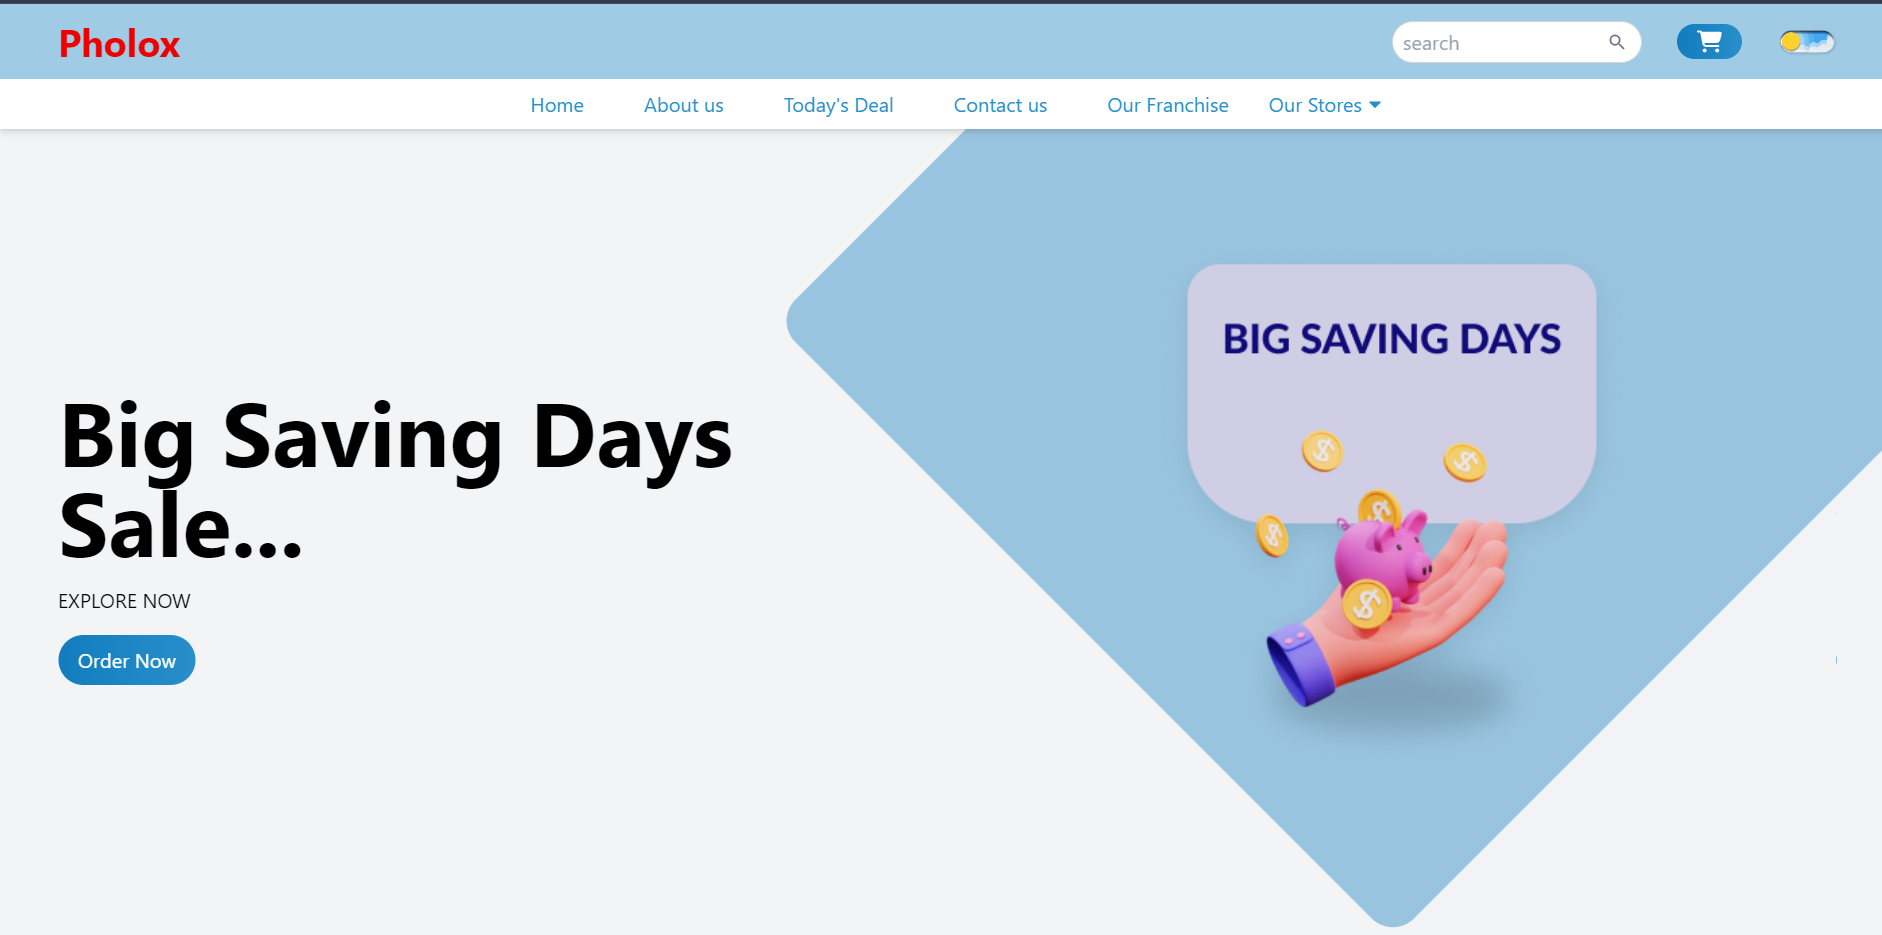 Pholox
search
Home About us Today's Deal Contact us Our Franchise Our Stores
BIG SAVING DAYS
Big Saving Days
Sale...
EXPLORE NOW
Order Now